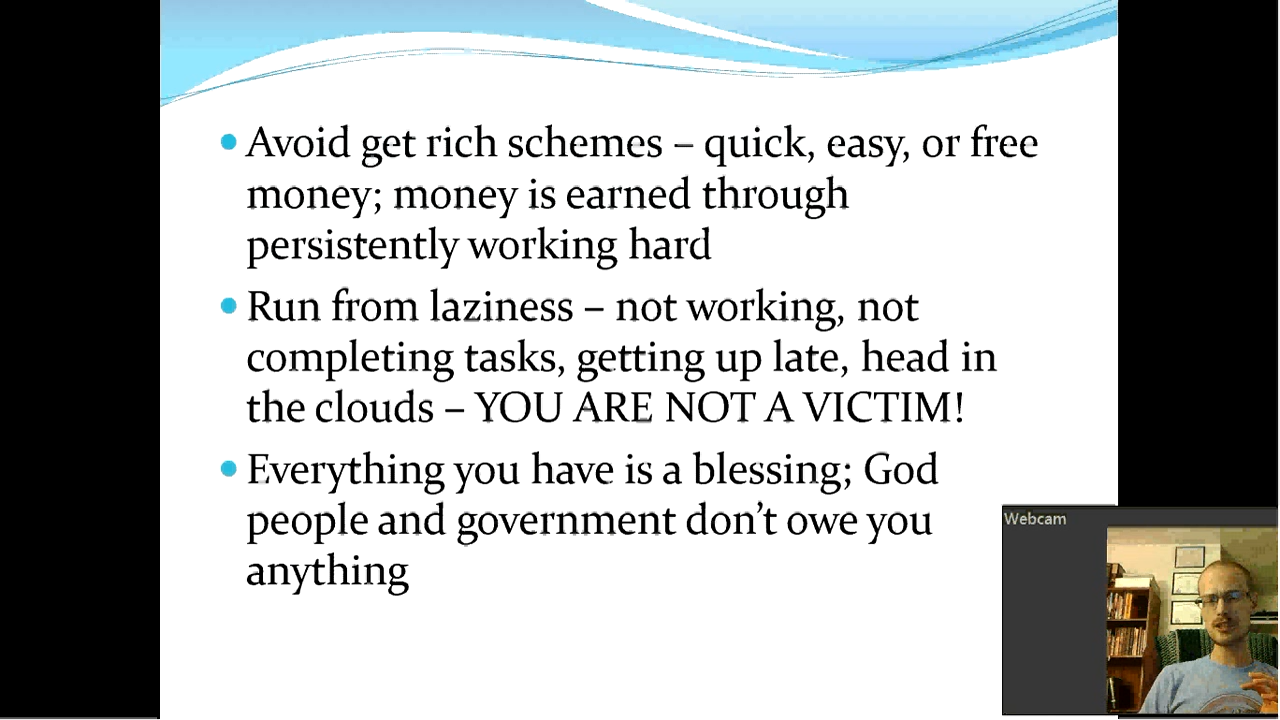 • Avoid get rich schemes – quick, easy, or free
money; money is earned through
persistently working hard
• Run from laziness – not working, not
completing tasks, getting up late, head in
the clouds – YOU ARE NOT A VICTIM!
• Everything you have is a blessing; God
people and government don’t owe you
anything
Webcam